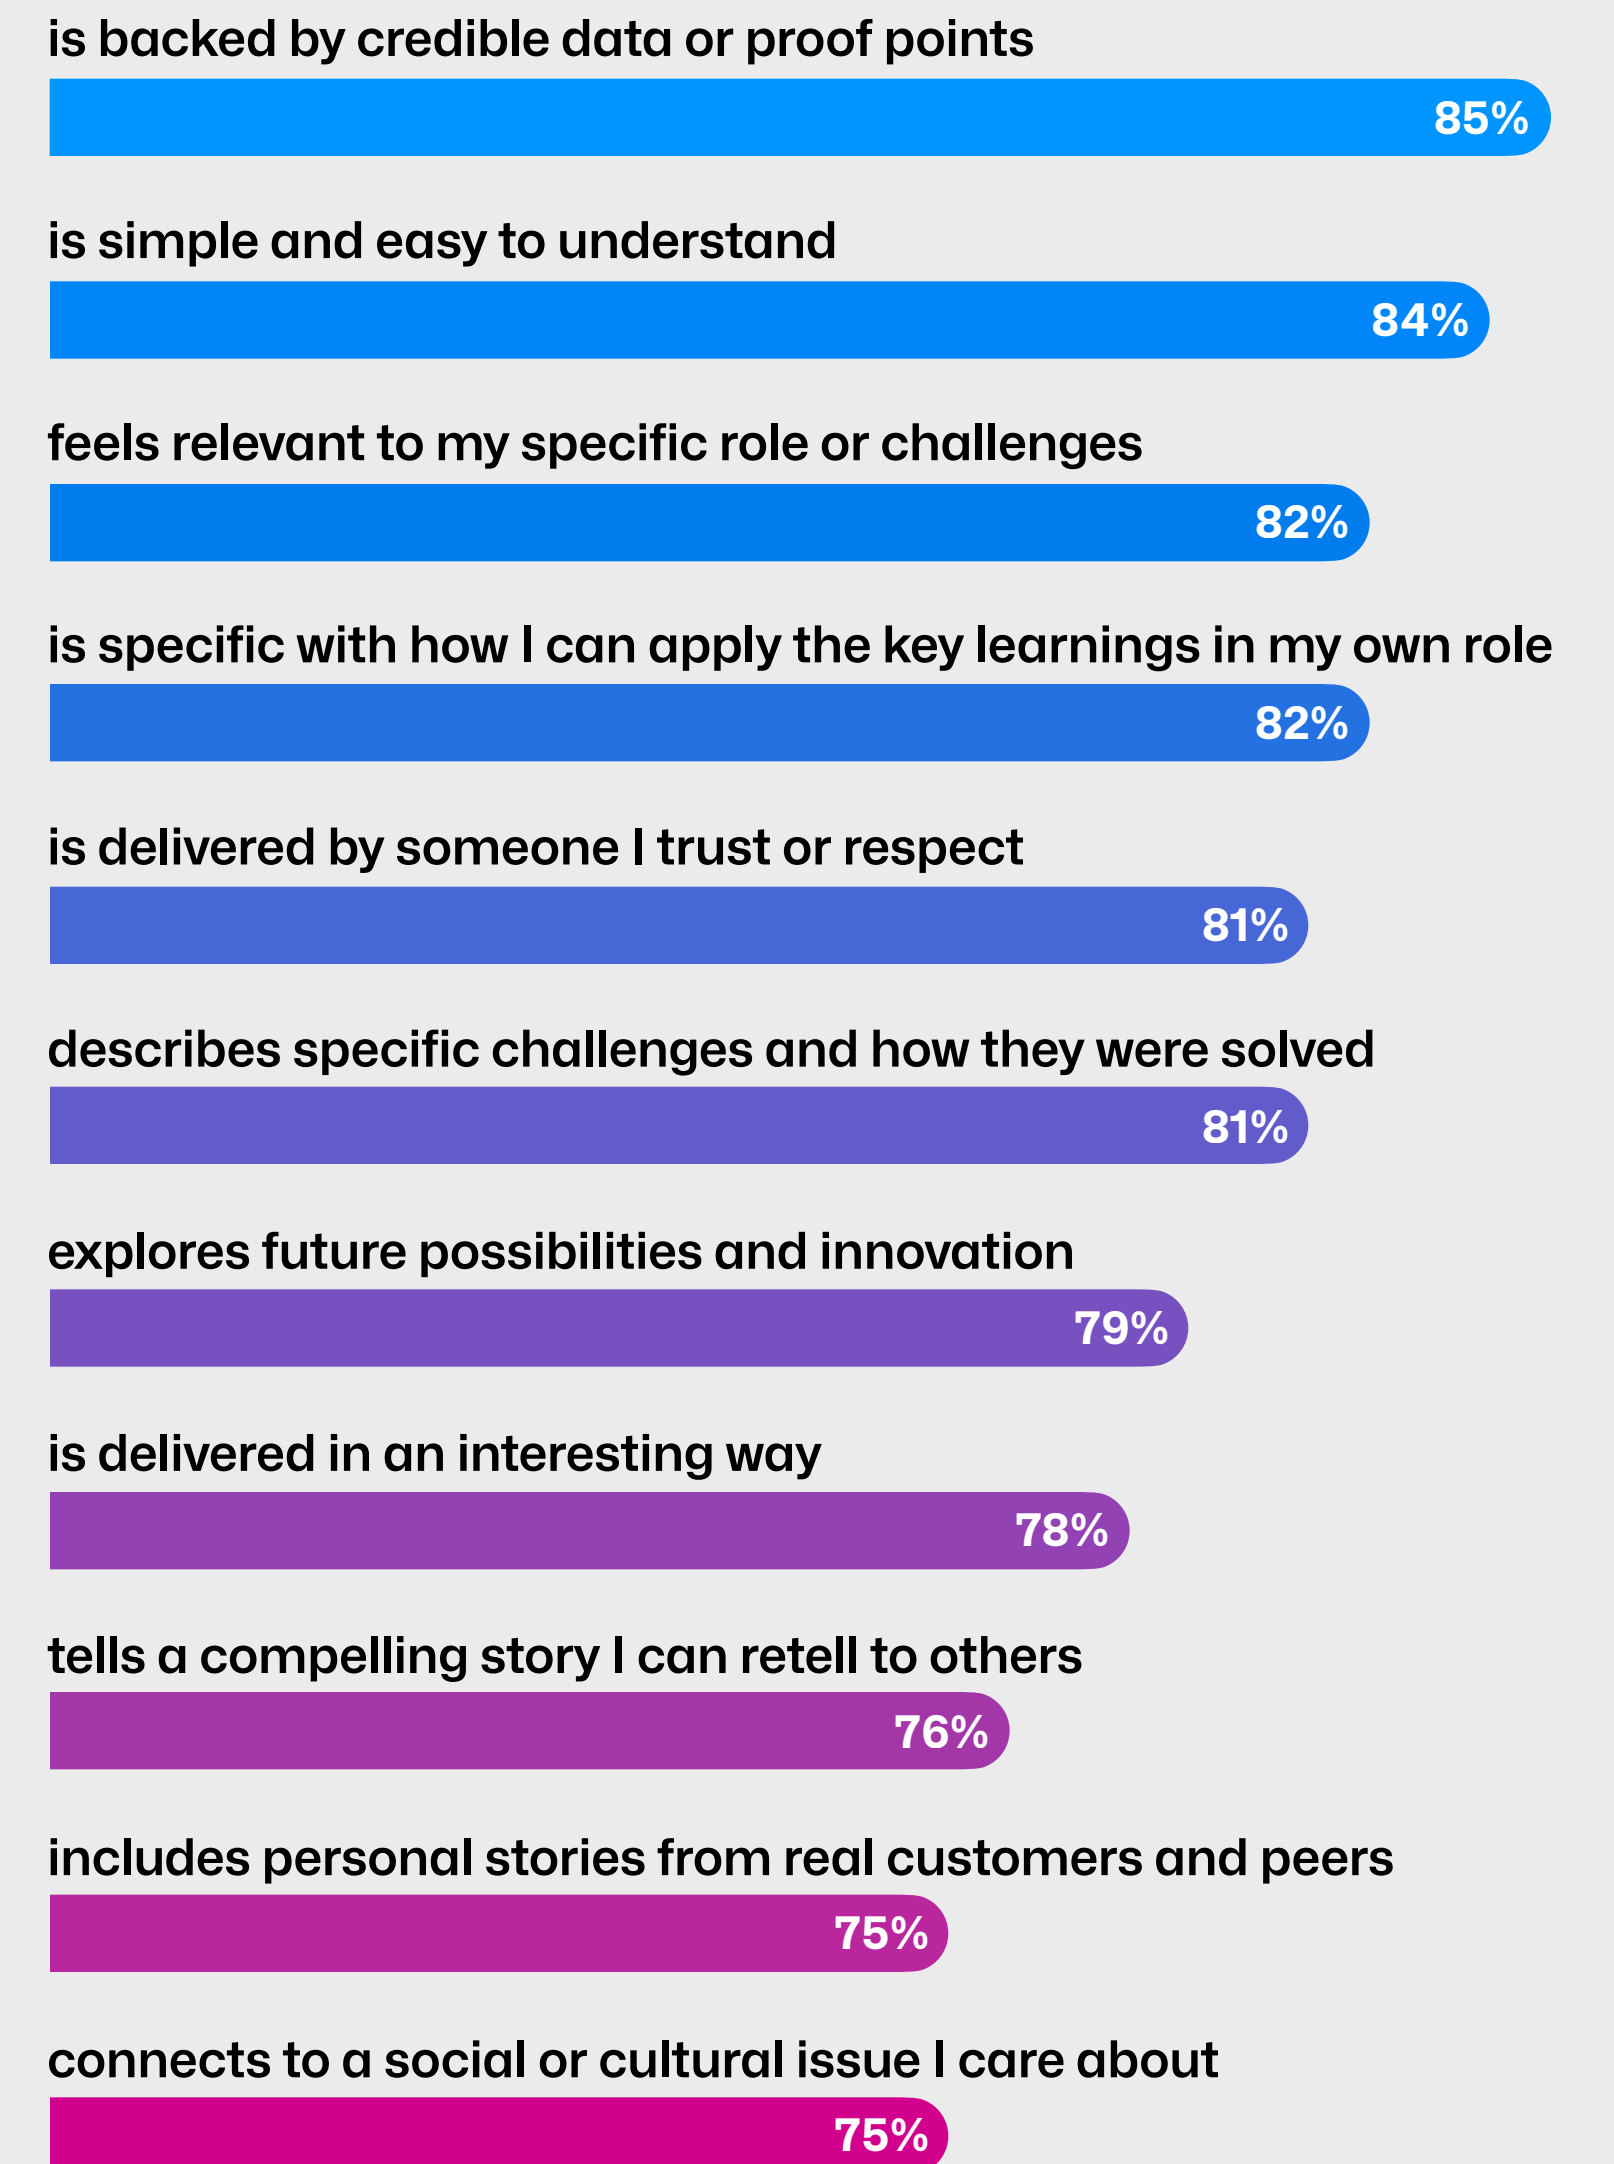 is backed by credible data or proof points
85%
is simple and easy to understand
84%
feels relevant to my specific role or challenges
82%
is specific with how I can apply the key learnings in my own role
82%
is delivered by someone I trust or respect
81%
describes specific challenges and how they were solved
81%
explores future possibilities and innovation
79%
is delivered in an interesting way
78%
tells a compelling story I can retell to others
76%
includes personal stories from real customers and peers
75%
connects to a social or cultural issue I care about
75%